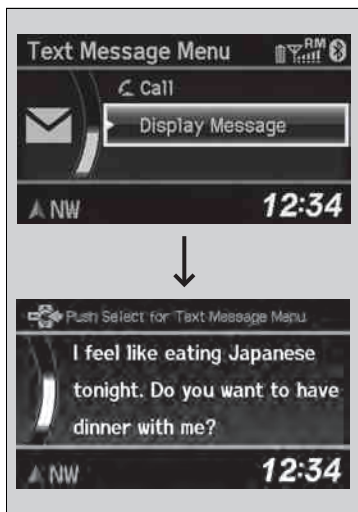 Text Message Menu RM
Call
Display Message
NW 12:34
Push Select for Text Message Menu
I feel like eating Japanese
tonight. Do you want to have
dinner with me?
NW 12:34